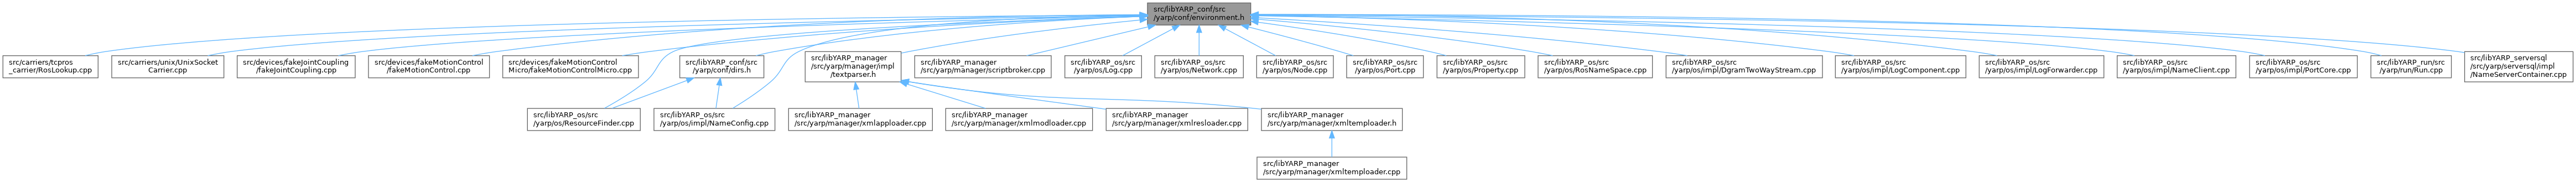 src/libYARP_conf/src
/yarp/conf/environment.h
src/carriers/tcpros
_carrier/RosLookup.cpp
src/carriers/unix/UnixSocket
Carrier.cpp
src/devices/fakeJointCoupling
/fakeJointCoupling.cpp
src/devices/fakeMotionControl
/fakeMotionControl.cpp
src/devices/fakeMotionControl
Micro/fakeMotionControlMicro.cpp
src/libYARP_conf/src
/yarp/conf/dirs.h
src/libYARP_manager
/src/yarp/manager/impl
/textparser.h
src/libYARP_manager
/src/yarp/manager/scriptbroker.cpp
src/libYARP_os/src
/yarp/os/Log.cpp
src/libYARP_os/src
/yarp/os/Network.cpp
src/libYARP_os/src
/yarp/os/Node.cpp
src/libYARP_os/src
/yarp/os/Port.cpp
src/libYARP_os/src
/yarp/os/Property.cpp
src/libYARP_os/src
/yarp/os/RosNameSpace.cpp
src/libYARP_os/src
/yarp/os/impl/DgramTwoWayStream.cpp
src/libYARP_os/src
/yarp/os/impl/LogComponent.cpp
src/libYARP_os/src
/yarp/os/impl/LogForwarder.cpp
src/libYARP_os/src
/yarp/os/impl/NameClient.cpp
src/libYARP_os/src
/yarp/os/impl/PortCore.cpp
src/libYARP_run/src
/yarp/run/Run.cpp
src/libYARP_serversql
/src/yarp/serversql/impl
/NameServerContainer.cpp
src/libYARP_os/src
/yarp/os/ResourceFinder.cpp
src/libYARP_os/src
/yarp/os/impl/NameConfig.cpp
src/libYARP_manager
/src/yarp/manager/xmlapploader.cpp
src/libYARP_manager
/src/yarp/manager/xmlmodloader.cpp
src/libYARP_manager
/src/yarp/manager/xmlresloader.cpp
src/libYARP_manager
/src/yarp/manager/xmltemploader.h
src/libYARP_manager
/src/yarp/manager/xmltemploader.cpp